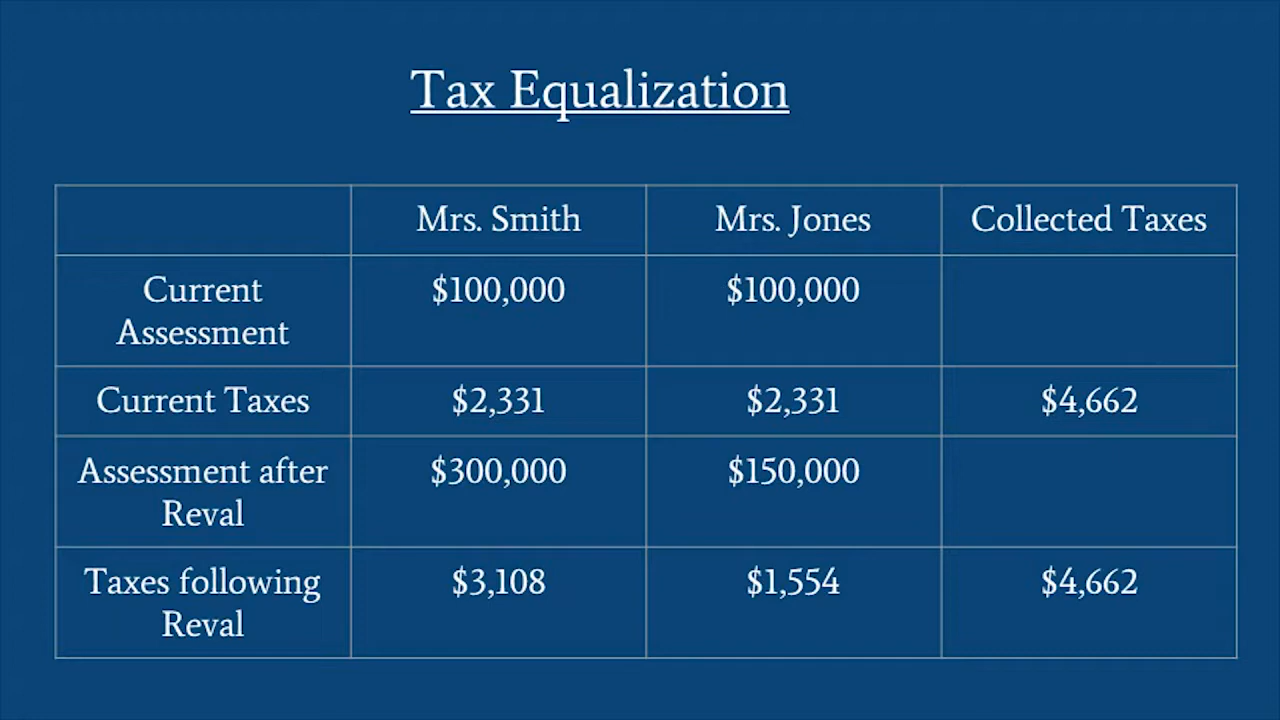 Tax Equalization
Mrs. Smith Mrs. Jones Collected Taxes
Current $100,000 $100,000
Assessment
Current Taxes $2,331 $2,331 $4,662
Assessment after $300,000 $150,000
Reval
Taxes following $3,108 $1,554 $4,662
Reval